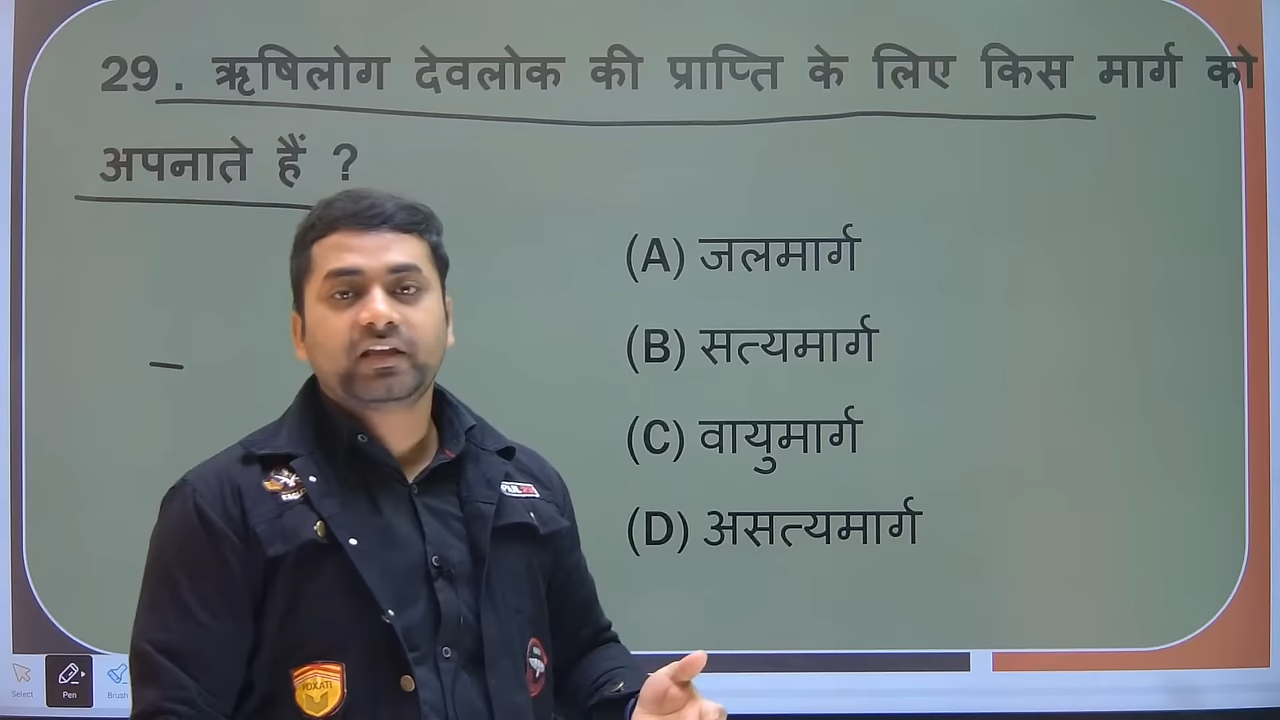 29 . ऋषिलोग देवलोक की प्राप्ति के लिए किस मार्ग को
अपनाते हैं ?
(A) जलमार्ग
(B) सत्यमार्ग
(C) वायुमार्ग
(D) असत्यमार्ग
Select
Pen
Brush